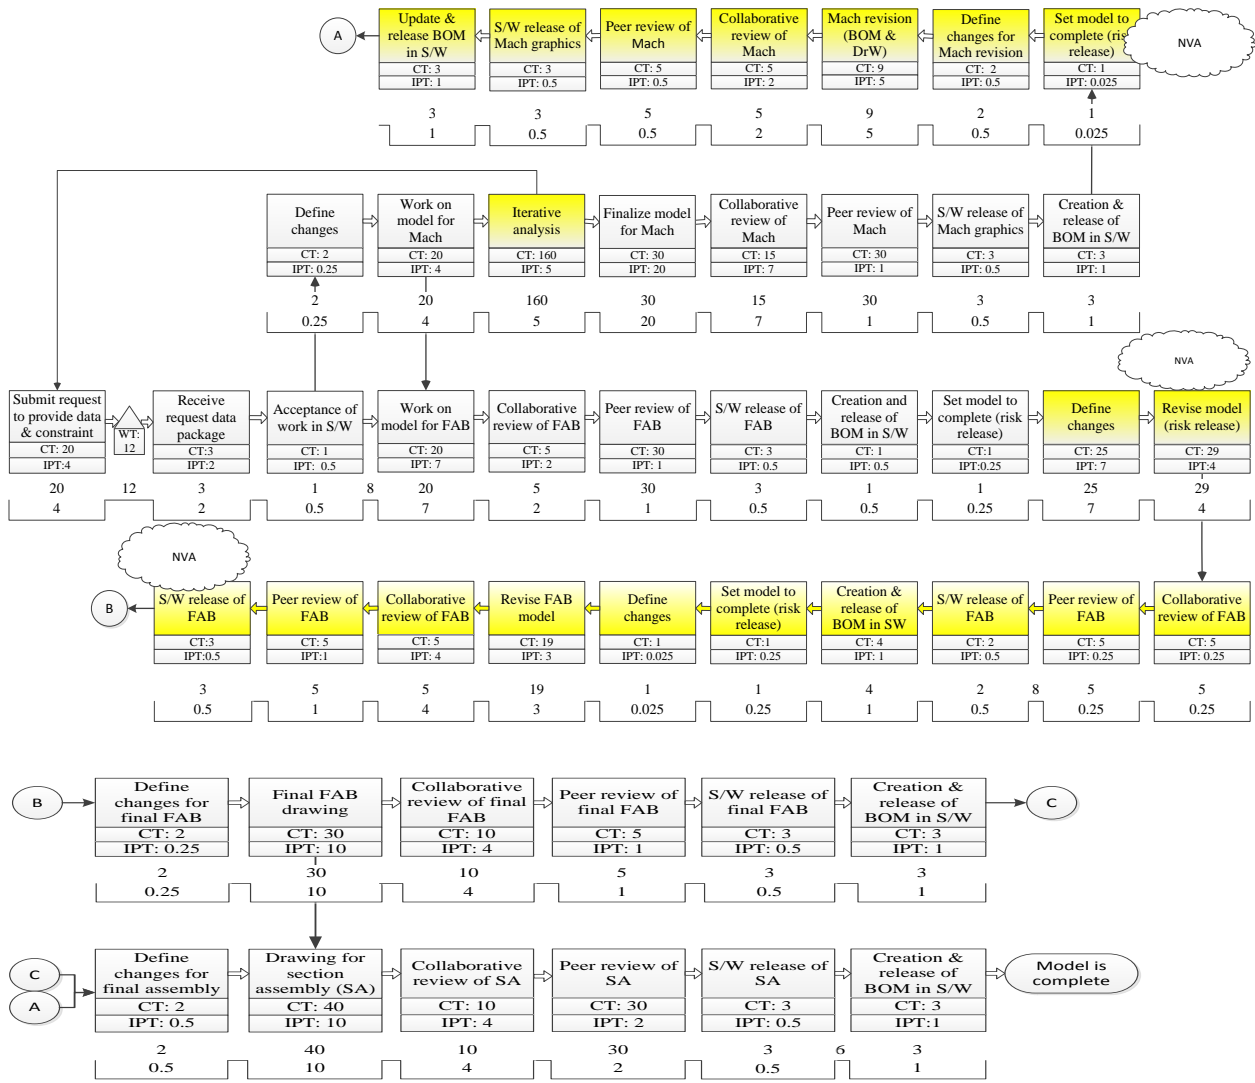 A
Update &
release BOM
in S/W
CT: 3
IPT: 1
S/W release of
Mach graphics
CT: 3
IPT: 0.5
Peer review
of Mach
CT: 5
IPT: 0.5
Collaborative
review of
Mach
CT: 5
IPT: 2
Mach revision
(BOM &
DrW)
CT: 9
IPT: 5
Define
changes for
Mach revision
CT: 2
IPT: 0.5
Set model to
complete (risk
release)
CT: 1
IPT: 0.025
NVA
3 3 5 5 9 2 1
1 0.5 0.5 2 5 0.5 0.025
Define
changes
CT: 2
IPT: 0.25
Work on
model for
Mach
CT: 20
IPT: 4
Iterative
analysis
CT: 160
IPT: 5
Finalize model
for Mach
CT: 30
IPT: 20
Collaborative
review of
Mach
CT: 15
IPT: 7
Peer review of
Mach
CT: 30
IPT: 1
S/W release of
Mach graphics
CT: 3
IPT: 0.5
Creation &
release of
BOM in S/W
CT: 3
IPT: 1
2 20 160 30 15 30 3 3
0.25 4 5 20 7 1 0.5 1
NVA
Submit request
to provide data
& constraint
CT: 20
IPT:4
WT:
12
Receive
request data
package
CT:3
IPT:2
Acceptance of
work in S/W
CT: 1
IPT: 0.5
Work on
model for FAB
CT: 20
IPT: 7
Collaborative
review of FAB
CT: 5
IPT: 2
Peer review of
FAB
CT: 30
IPT: 1
S/W release of
FAB
CT: 3
IPT: 0.5
Creation and
release of
BOM in S/W
CT: 1
IPT: 0.5
Set model to
complete (risk
release)
CT:1
IPT:0.25
Define
changes
CT: 25
IPT: 7
Revise model
(risk release)
CT: 29
IPT:4
20 12 3 1 8 20 5 30 3 1 1 25 29
4 2 0.5 7 2 1 0.5 0.5 0.25 7 4
NVA
B
S/W release of
FAB
CT:3
IPT:0.5
Peer review of
FAB
CT: 5
IPT:1
Collaborative
review of FAB
CT: 5
IPT: 4
Revise FAB
model
CT: 19
IPT: 3
Define
changes
CT: 1
IPT: 0.025
Set model to
complete (risk
release)
CT:1
IPT: 0.25
Creation &
release of
BOM in SW
CT: 4
IPT: 1
S/W release of
FAB
CT: 2
IPT: 0.5
Peer review of
FAB
CT: 5
IPT: 0.25
Collaborative
review of FAB
CT: 5
IPT: 0.25
3 5 5 19 1 1 4 2 8 5 5
0.5 1 4 3 0.025 0.25 1 0.5 0.25 0.25
B
Define
changes for
final FAB
CT: 2
IPT: 0.25
Final FAB
drawing
CT: 30
IPT: 10
Collaborative
review of final
FAB
CT: 10
IPT: 4
Peer review of
final FAB
CT: 5
IPT: 1
S/W release of
final FAB
CT: 3
IPT: 0.5
Creation &
release of
BOM in S/W
CT: 3
IPT: 1
C
2 30 10 5 3 3
0.25 10 4 1 0.5 1
C
A
Define
changes for
final assembly
CT: 2
IPT: 0.5
Drawing for
section
assembly (SA)
CT: 40
IPT: 10
Collaborative
review of SA
CT: 10
IPT: 4
Peer review of
SA
CT: 30
IPT: 2
S/W release of
SA
CT: 3
IPT: 0.5
Creation &
release of
BOM in S/W
CT: 3
IPT:1
Model is
complete
2 40 10 30 3 6 3
0.5 10 4 2 0.5 1